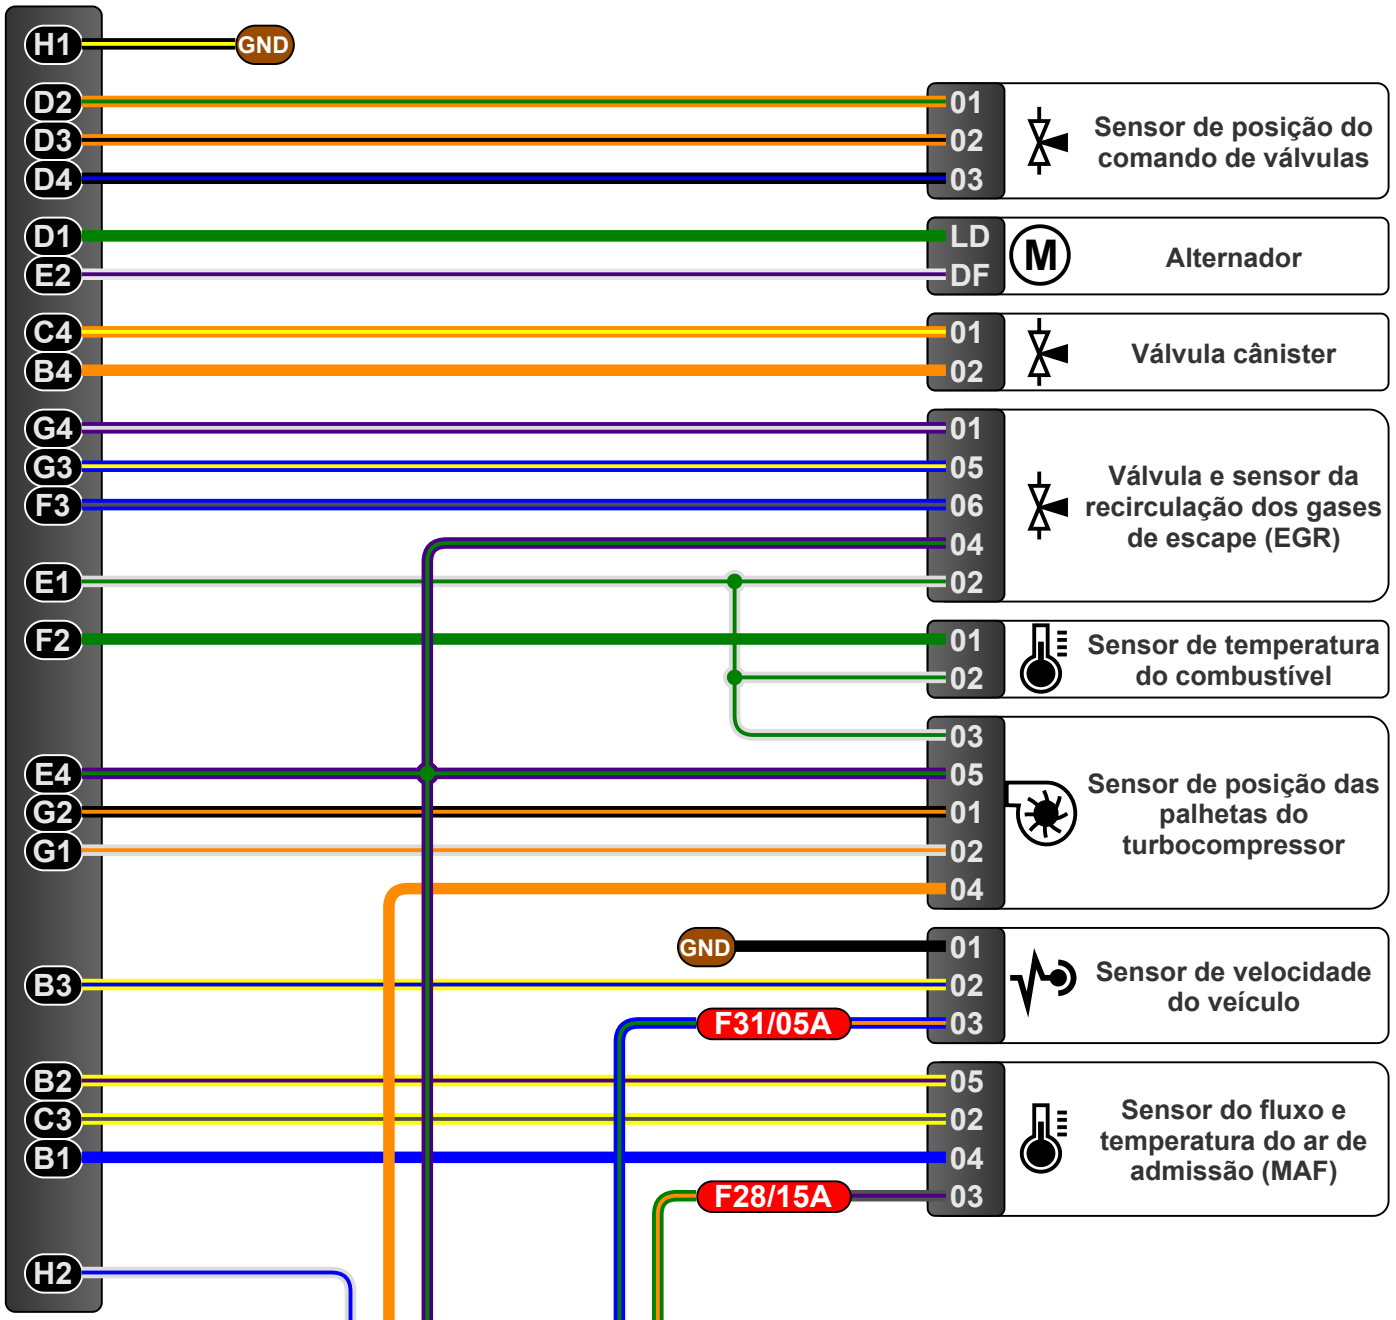 H1 GND
D2 01
D3 02
D4 03
Sensor de posição do
comando de válvulas
D1 LD
E2 DF
M
Alternador
C4 01
B4 02
Válvula cânister
G4 01
G3 05
F3 06
04
E1 02
Válvula e sensor da
recirculação dos gases
de escape (EGR)
F2 01
02
Sensor de temperatura
do combustível
03
E4 05
G2 01
G1 02
04
Sensor de posição das
palhetas do
turbocompressor
GND 01
B3 02
F31/05A 03
Sensor de velocidade
do veículo
B2 05
C3 02
B1 04
F28/15A 03
Sensor do fluxo e
temperatura do ar de
admissão (MAF)
H2